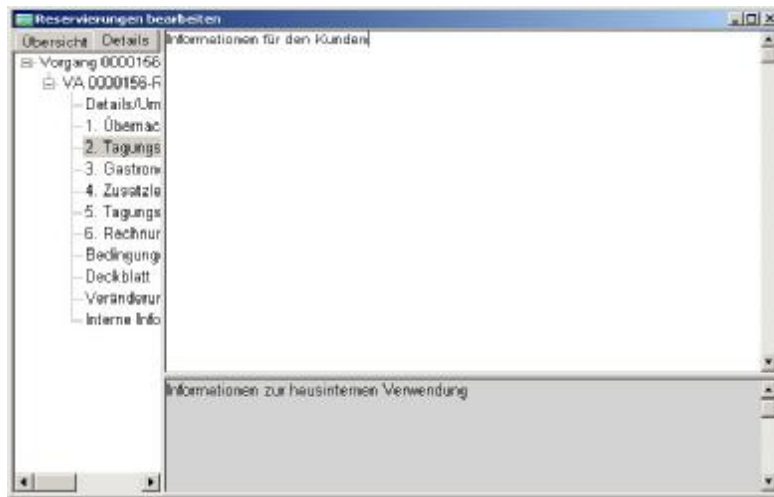 Reservierungen bearbeiten
Übersicht Details
Vorgang 0000156
VA 0000156-R
Details/Um
1. Übernac
2. Tagungs
3. Gastron
4. Zusatzle
5. Tagungs
6. Rechnur
Bedingung
Deckblatt
Veränderur
Interne Info
Informationen für den Kunden
Informationen zur hausinternen Verwendung